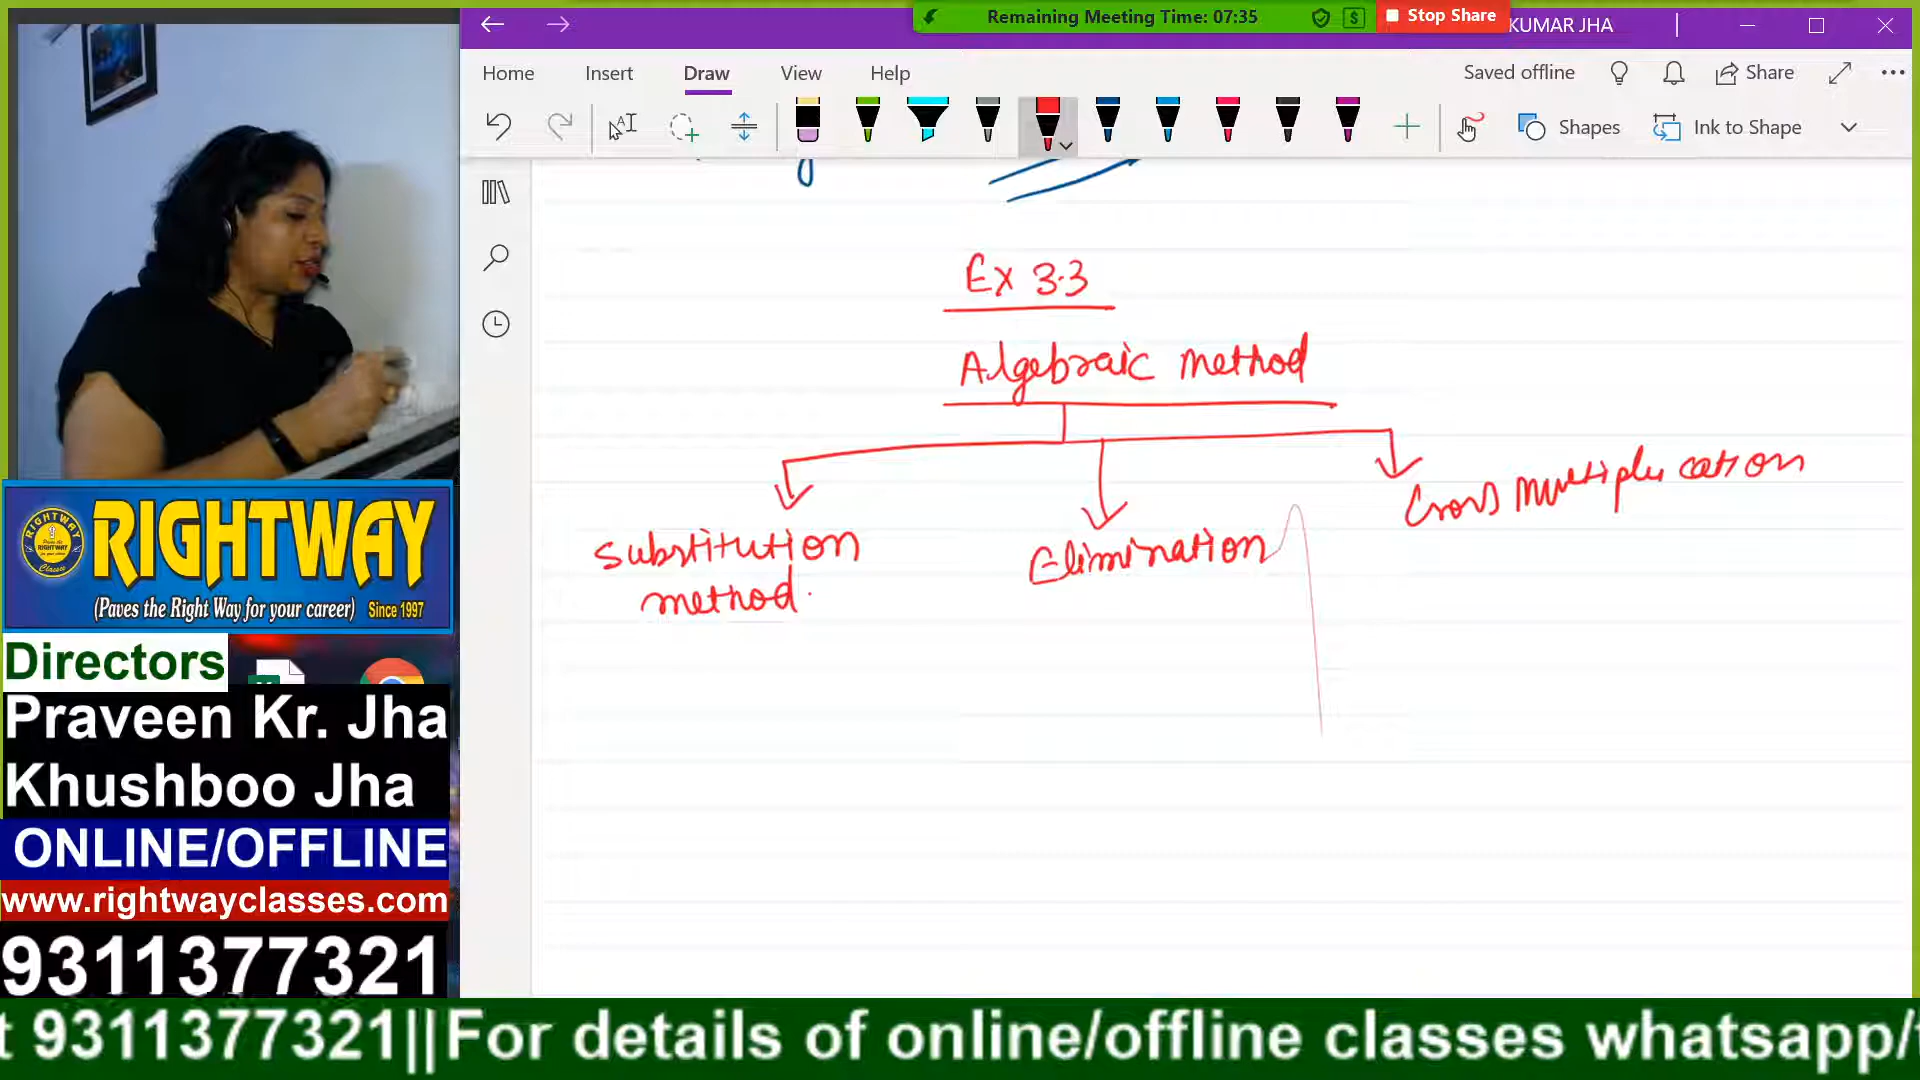 Remaining Meeting Time: 07:35
Stop Share
KUMAR JHA
Home Insert Draw View Help
Saved offline
Share
Shapes
Ink to Shape
Ex 3.3
Algebraic method
Substitution
method.
Elimination
Cross multiplication
RIGHTWAY
RIGHTWAY
Classes
(Paves the Right Way for your career) Since 1997
Directors
Praveen Kr. Jha
Khushboo Jha
ONLINE/OFFLINE
www.rightwayclasses.com
9311377321
t 9311377321||For details of online/offline classes whatsapp/